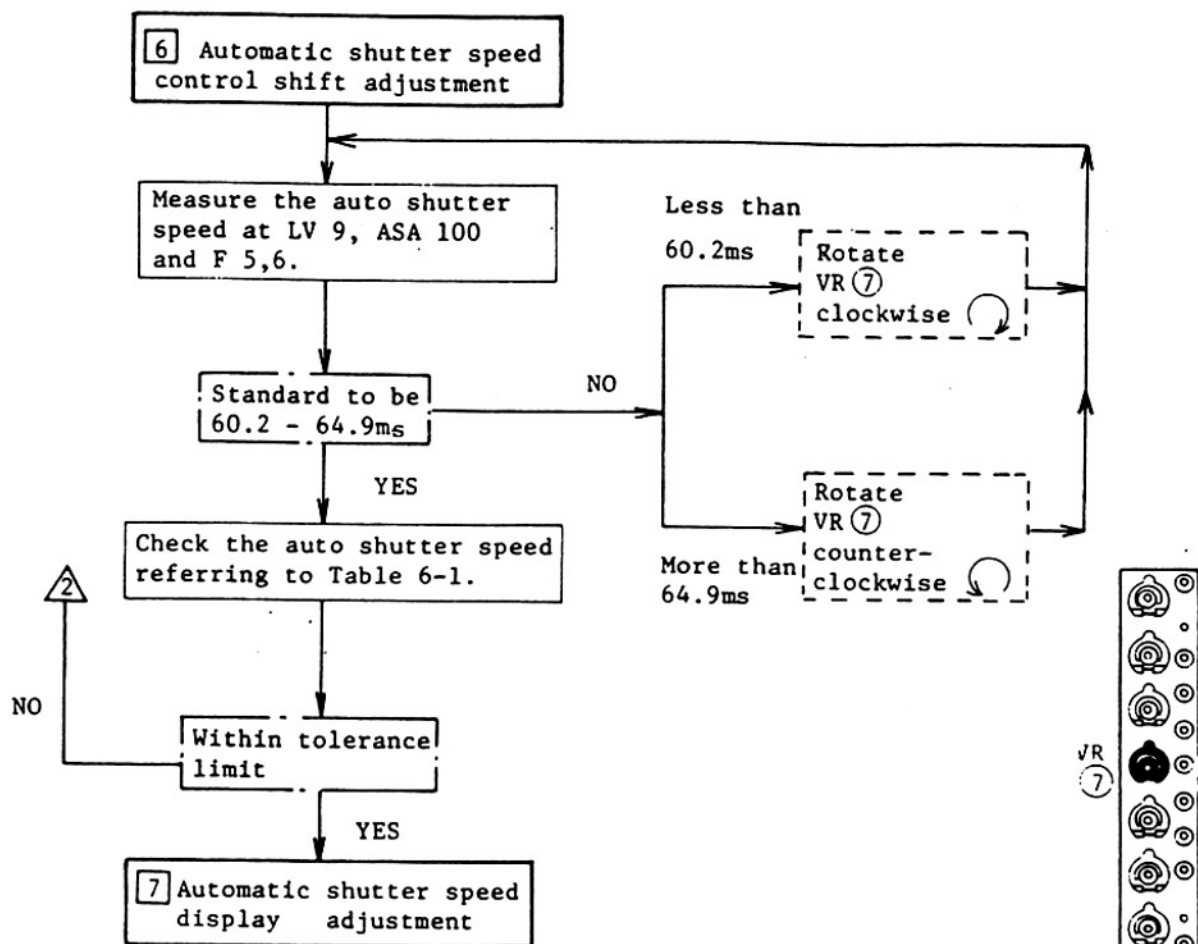 6 Automatic shutter speed
control shift adjustment
Measure the auto shutter
speed at LV 9, ASA 100
and F 5,6.
Standard to be
60.2 - 64.9ms
NO
Less than
60.2ms
Rotate
VR 7
clockwise
More than
64.9ms
Rotate
VR 7
counter-
clockwise
YES
Check the auto shutter speed
referring to Table 6-1.
2
NO
Within tolerance
limit
YES
7 Automatic shutter speed
display adjustment
VR
7